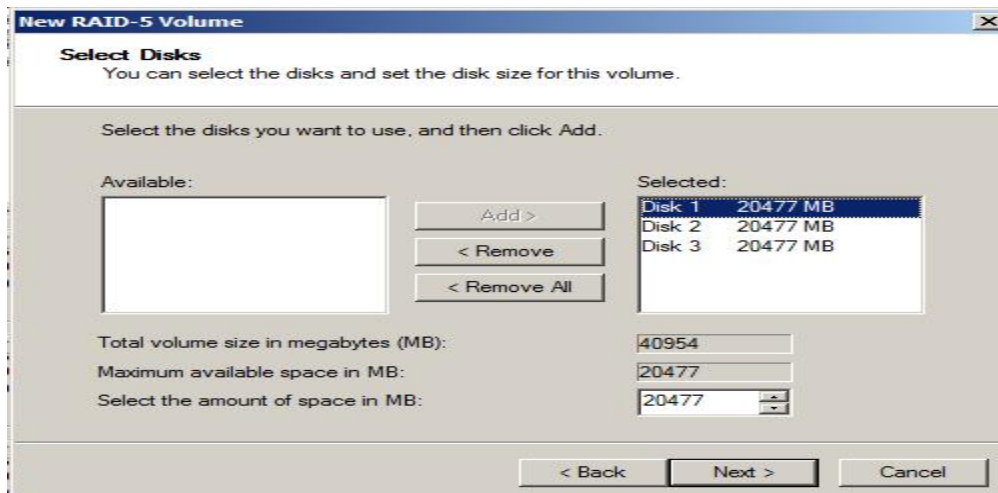 New RAID-5 Volume
Select Disks
You can select the disks and set the disk size for this volume.
Select the disks you want to use, and then click Add.
Available:
Selected:
Add >
< Remove
< Remove All
Disk 1 20477 MB
Disk 2 20477 MB
Disk 3 20477 MB
Total volume size in megabytes (MB): 40954
Maximum available space in MB: 20477
Select the amount of space in MB: 20477
< Back Next > Cancel